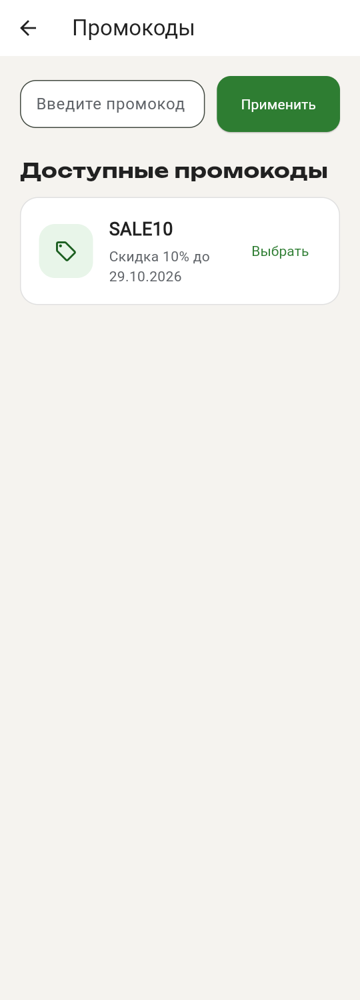 Промокоды
Введите промокод
Применить
Доступные промокоды
SALE10
Скидка 10% до
29.10.2026
Выбрать